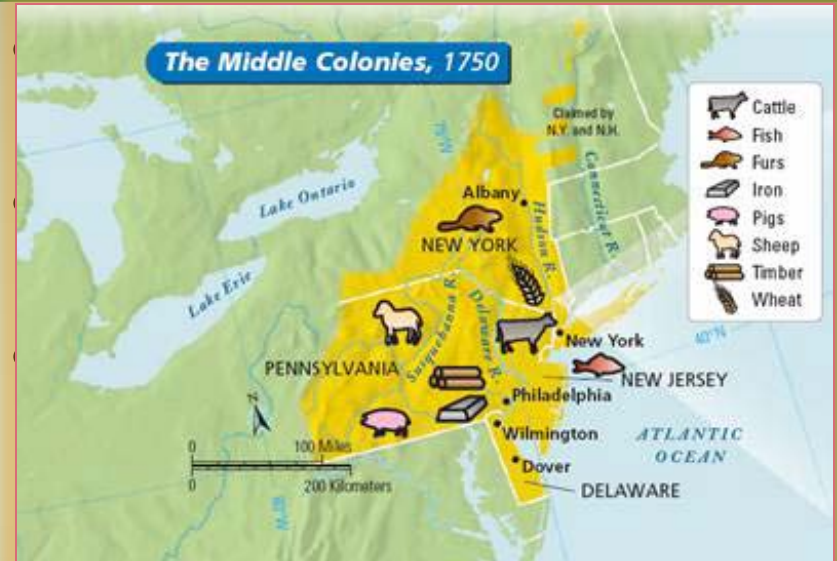 The Middle Colonies, 1750
Claimed by
N.Y. and N.H.
Cattle
Fish
Furs
Iron
Pigs
Sheep
Timber
Wheat
Connecticut R.
Lake Ontario
Albany
Hudson R.
NEW YORK
Lake Erie
Susquehanna R.
Delaware R.
New York
40°N
PENNSYLVANIA
NEW JERSEY
Philadelphia
N
Wilmington
ATLANTIC
OCEAN
0 100 Miles
0 200 Kilometers
Dover
DELAWARE